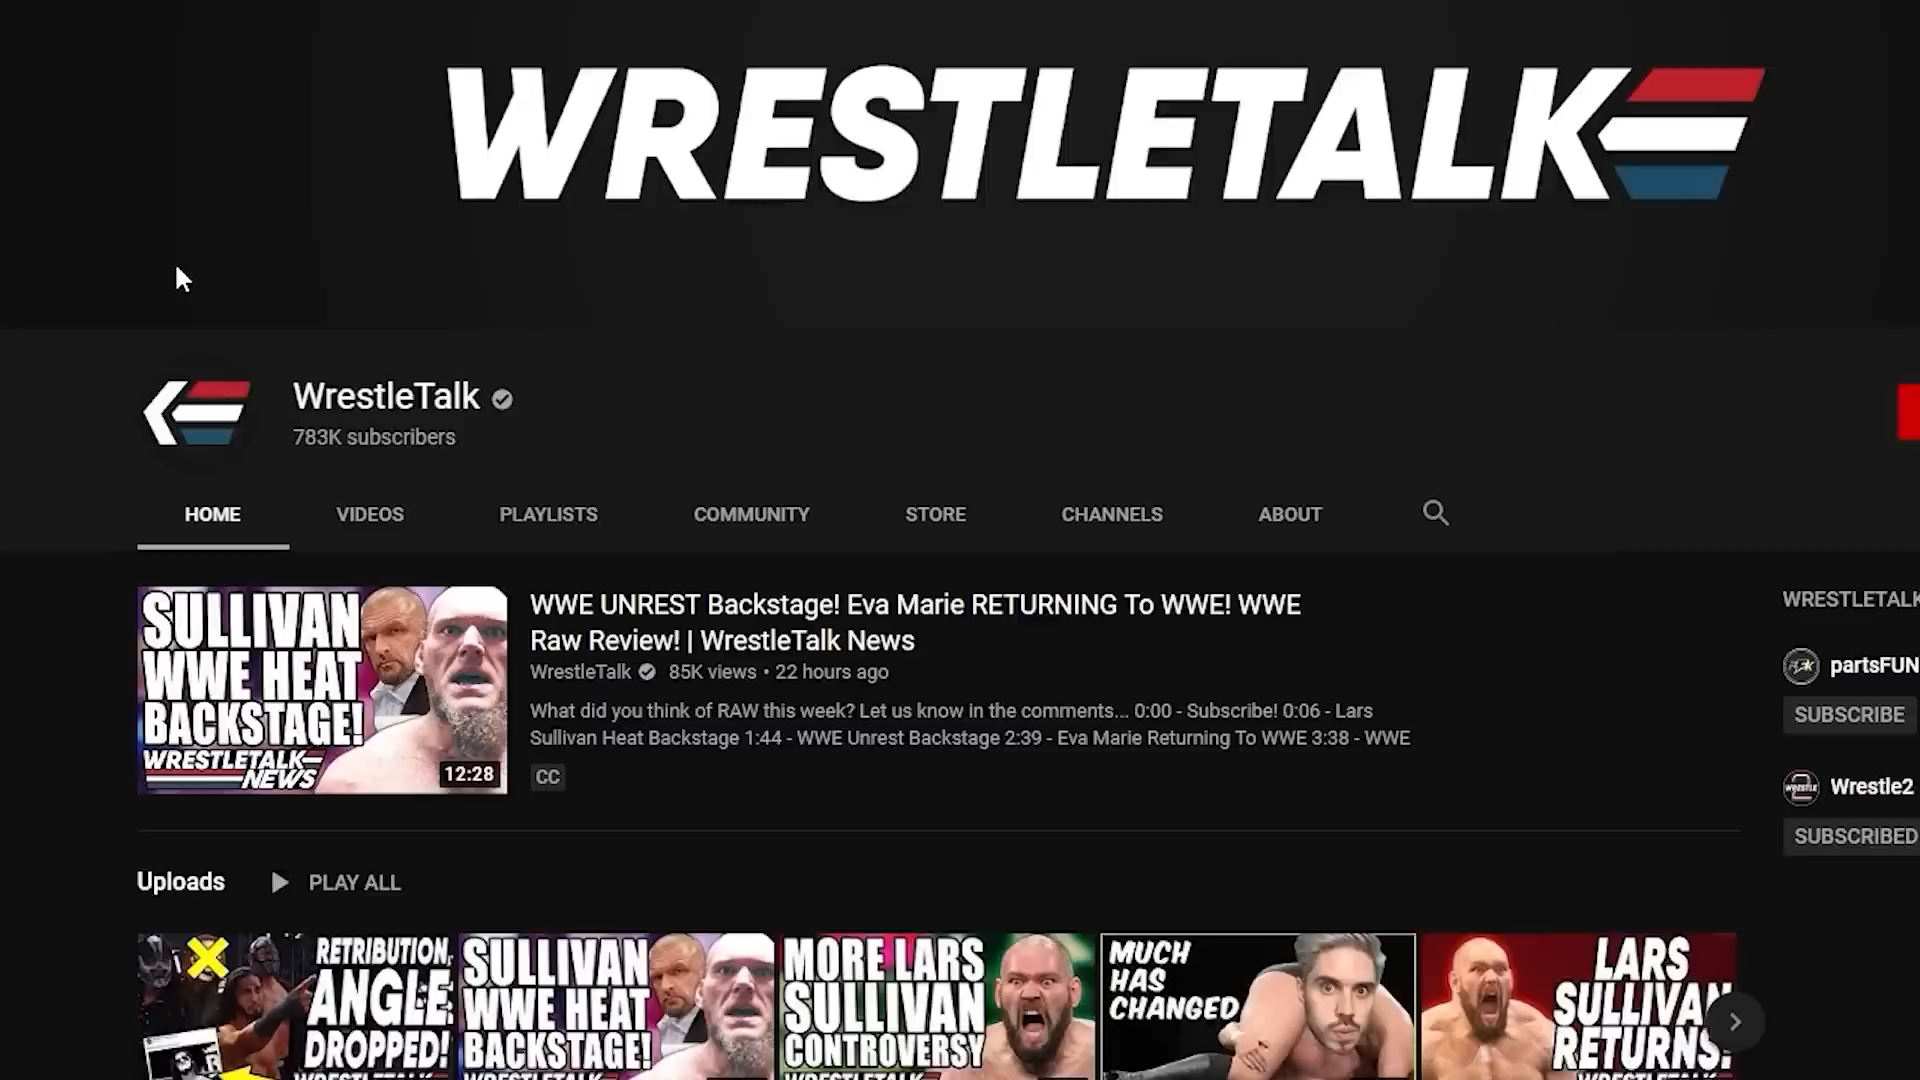 WRESTLETALK
WrestleTalk
783K subscribers
HOME VIDEOS PLAYLISTS COMMUNITY STORE CHANNELS ABOUT
SULLIVAN
WWE HEAT
BACKSTAGE!
WRESTLETALK
NEWS
12:28
WWE UNREST Backstage! Eva Marie RETURNING To WWE! WWE
Raw Review! | WrestleTalk News
WrestleTalk 85K views • 22 hours ago
What did you think of RAW this week? Let us know in the comments... 0:00 - Subscribe! 0:06 - Lars
Sullivan Heat Backstage 1:44 - WWE Unrest Backstage 2:39 - Eva Marie Returning To WWE 3:38 - WWE
CC
WRESTLETALK
partsFUN
SUBSCRIBE
Wrestle2
SUBSCRIBED
Uploads PLAY ALL
RETRIBUTION
ANGLE
DROPPED!
SULLIVAN
WWE HEAT
BACKSTAGE!
WRESTLETALK
MORE LARS
SULLIVAN
CONTROVERSY
WRESTLETALK
MUCH
HAS
CHANGED
LARS
SULLIVAN
RETURNS!